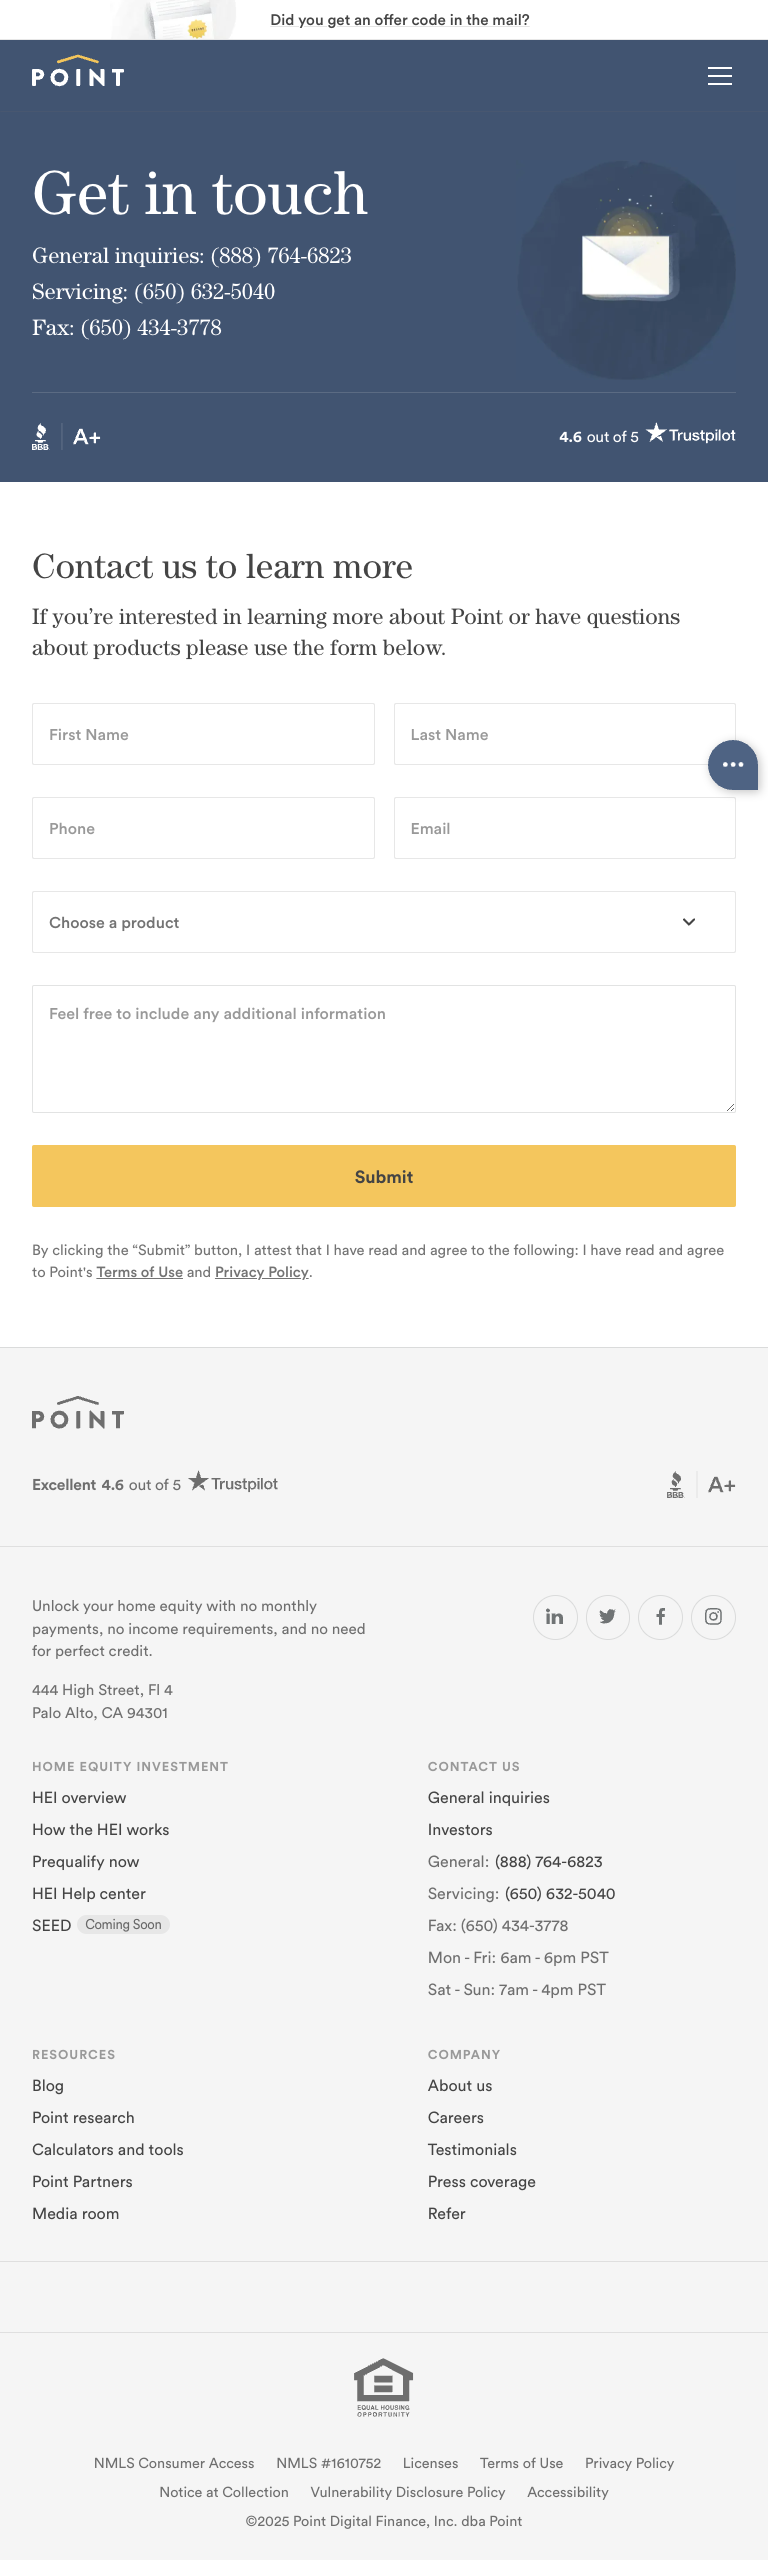 Did you get an offer code in the mail?
POINT
Get in touch
General inquiries: (888) 764-6823
Servicing: (650) 632-5040
Fax: (650) 434-3778
BBB A+
4.6 out of 5 Trustpilot
Contact us to learn more
If you’re interested in learning more about Point or have questions
about products please use the form below.
First Name
Last Name
Phone
Email
Choose a product
Feel free to include any additional information
Submit
By clicking the “Submit” button, I attest that I have read and agree to the following: I have read and agree
to Point's Terms of Use and Privacy Policy.
POINT
Excellent 4.6 out of 5 Trustpilot
BBB A+
Unlock your home equity with no monthly
payments, no income requirements, and no need
for perfect credit.
444 High Street, Fl 4
Palo Alto, CA 94301
HOME EQUITY INVESTMENT
HEI overview
How the HEI works
Prequalify now
HEI Help center
SEED Coming Soon
CONTACT US
General inquiries
Investors
General: (888) 764-6823
Servicing: (650) 632-5040
Fax: (650) 434-3778
Mon - Fri: 6am - 6pm PST
Sat - Sun: 7am - 4pm PST
RESOURCES
Blog
Point research
Calculators and tools
Point Partners
Media room
COMPANY
About us
Careers
Testimonials
Press coverage
Refer
EQUAL HOUSING
OPPORTUNITY
NMLS Consumer Access NMLS #1610752 Licenses Terms of Use Privacy Policy
Notice at Collection Vulnerability Disclosure Policy Accessibility
©2025 Point Digital Finance, Inc. dba Point